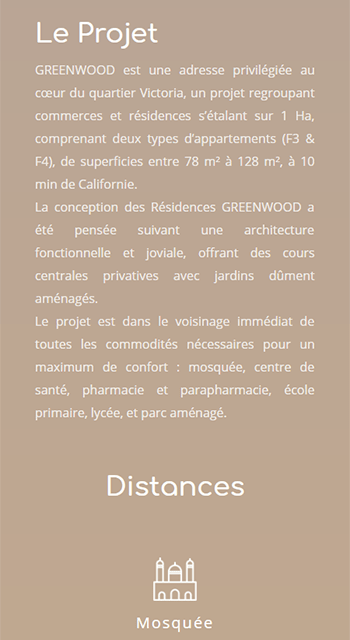 Le Projet
GREENWOOD est une adresse privilégiée au
cœur du quartier Victoria, un projet regroupant
commerces et résidences s'étalant sur 1 Ha,
comprenant deux types d'appartements (F3 &
F4), de superficies entre 78 m² à 128 m², à 10
min de Californie.
La conception des Résidences GREENWOOD a
été pensée suivant une architecture
fonctionnelle et joviale, offrant des cours
centrales privatives avec jardins dûment
aménagés.
Le projet est dans le voisinage immédiat de
toutes les commodités nécessaires pour un
maximum de confort : mosquée, centre de
santé, pharmacie et parapharmacie, école
primaire, lycée, et parc aménagé.
Distances
Mosquée